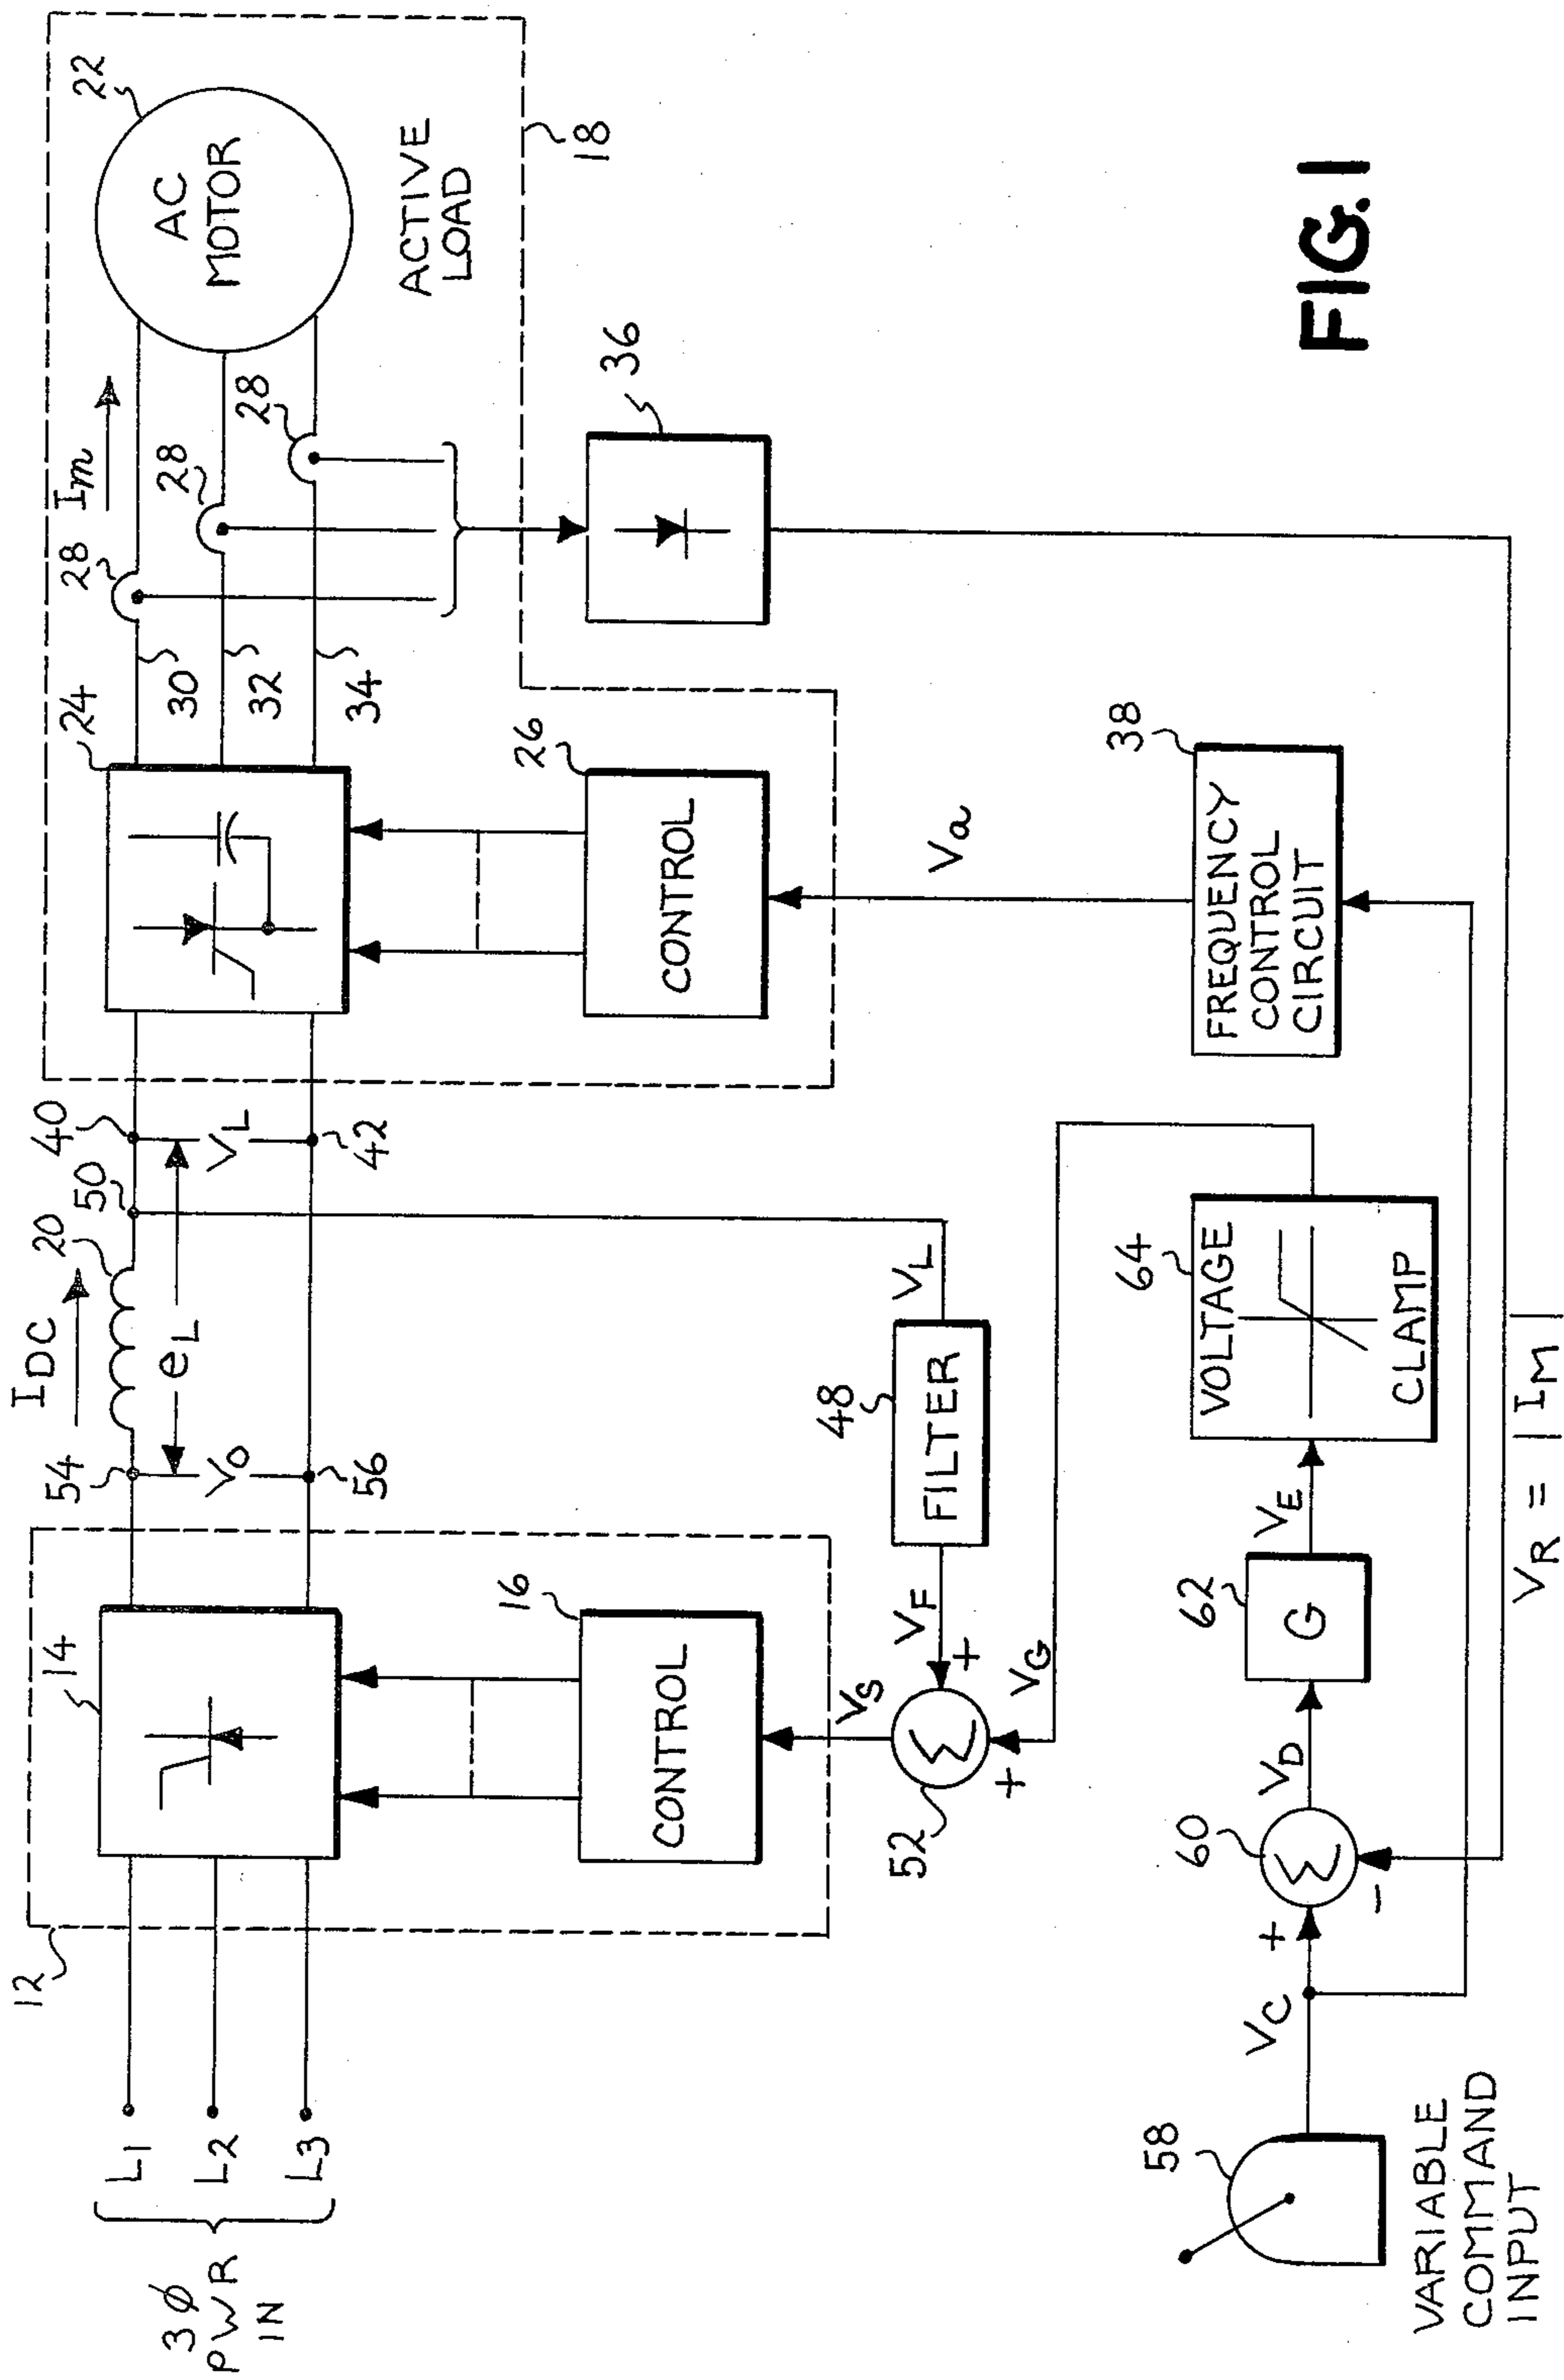 3ø
PWR
IN
L1
L2
L3
12
14
16
CONTROL
54
IDC
20
50
40
VO
eL
VL
56
42
24
30
32
34
28
28
28
Im
22
AC
MOTOR
ACTIVE
LOAD
18
26
CONTROL
36
VS
52
+
+
VF
48
FILTER
VL
VG
Va
38
FREQUENCY
CONTROL
CIRCUIT
58
VARIABLE
COMMAND
INPUT
VC
+
-
60
Σ
Σ
VD
62
G
VE
64
VOLTAGE
CLAMP
VR = |IM|
FIG. 1